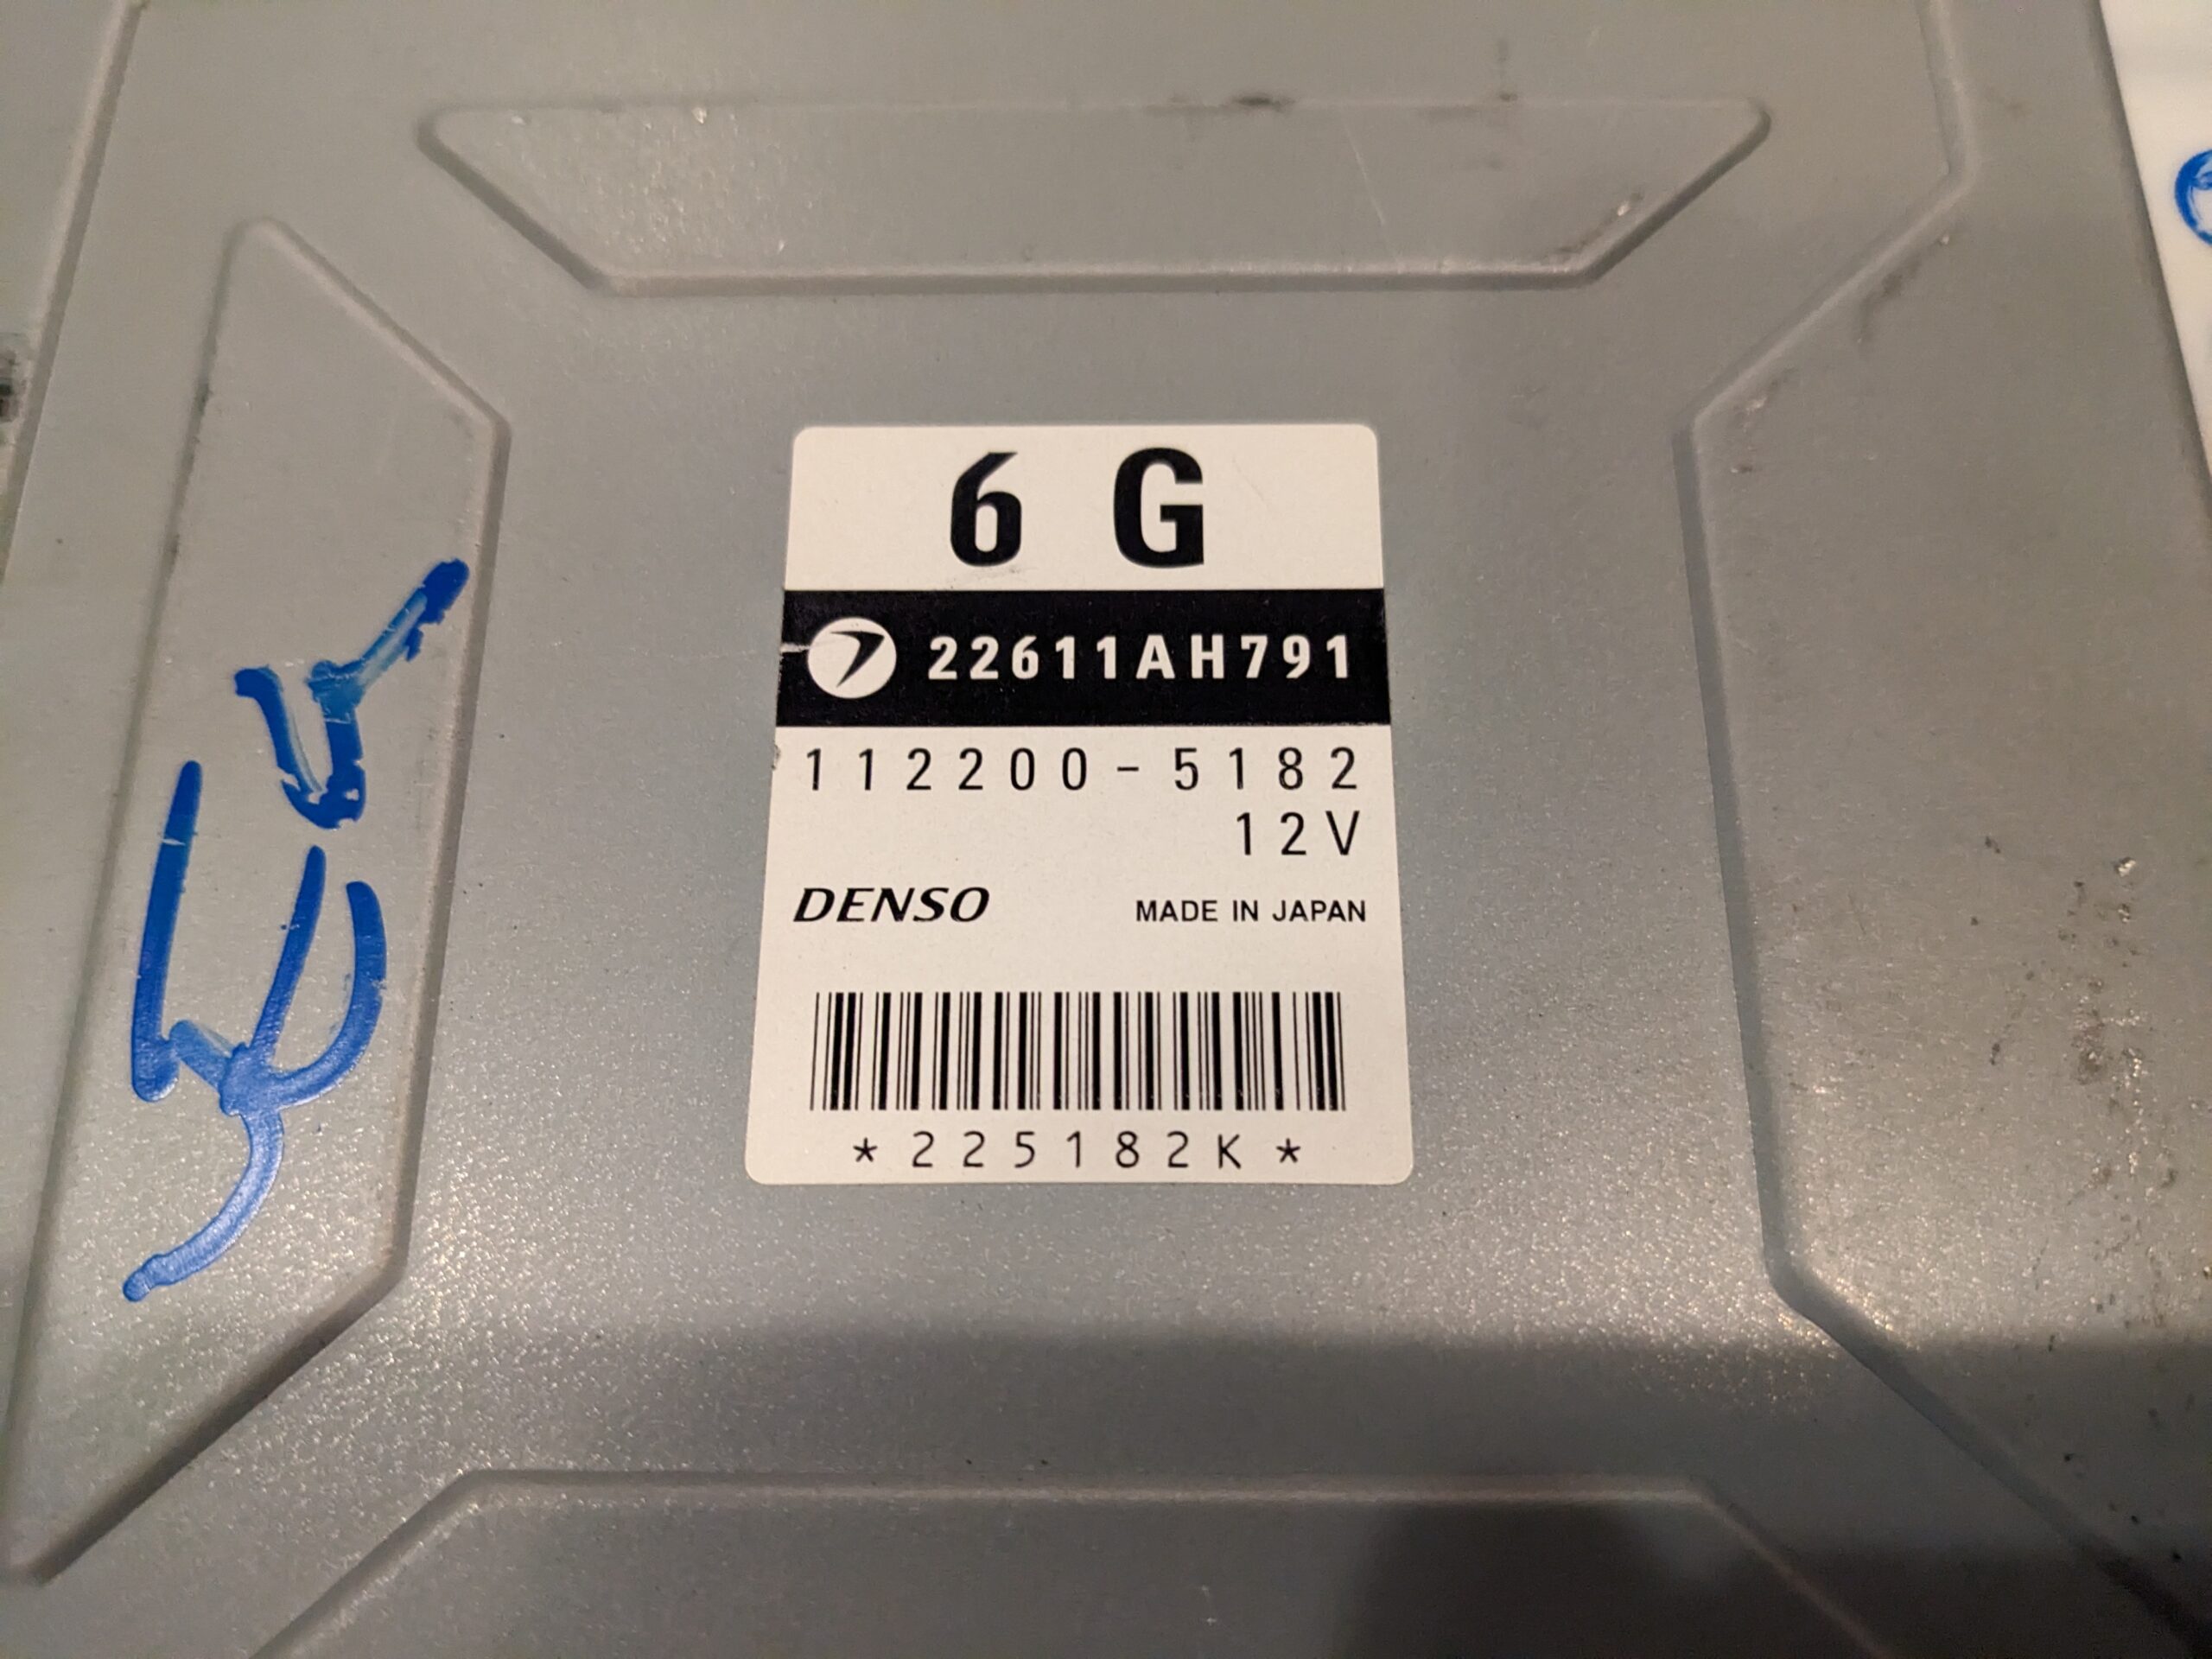 6 G
22611AH791
112200-5182
12V
DENSO MADE IN JAPAN
*225182K*